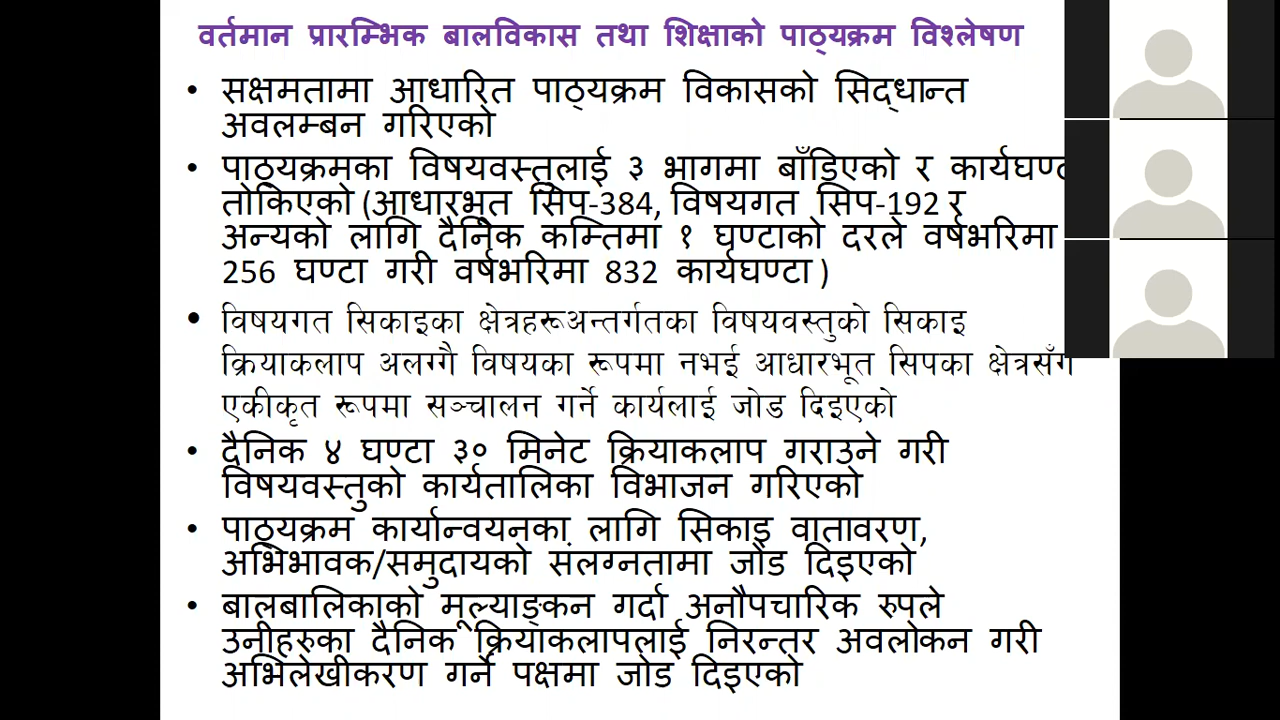 वर्तमान प्रारम्भिक बालविकास तथा शिक्षाको पाठ्यक्रम विश्लेषण
• सक्षमतामा आधारित पाठ्यक्रम विकासको सिद्धान्त
अवलम्बन गरिएको
• पाठ्यक्रमका विषयवस्तुलाई ३ भागमा बाँडिएको र
तोकिएको (आधारभूत सिप-384, विषयगत सिप-192 र
अन्यको लागि दैनिक कम्तिमा १ घण्टाको दरले वर्षभरिमा
256 घण्टा गरी वर्षभरिमा 832 कार्यघण्टा )
• विषयगत सिकाइका क्षेत्रहरूअन्तर्गतका विषयवस्तुको सिकाइ
क्रियाकलाप अलग्गै विषयका रूपमा नभई आधारभूत सिपका क्षेत्रसँग
एकीकृत रूपमा सञ्चालन गर्ने कार्यलाई जोड दिइएको
• दैनिक ४ घण्टा ३० मिनेट क्रियाकलाप गराउने गरी
विषयवस्तुको कार्यतालिका विभाजन गरिएको
• पाठ्यक्रम कार्यान्वयनका लागि सिकाइ वातावरण,
अभिभावक/समुदायको संलग्नतामा जोड दिइएको
• बालबालिकाको मूल्याङ्कन गर्दा अनौपचारिक रुपले
उनीहरुका दैनिक क्रियाकलापलाई निरन्तर अवलोकन गरी
अभिलेखीकरण गर्ने पक्षमा जोड दिइएको